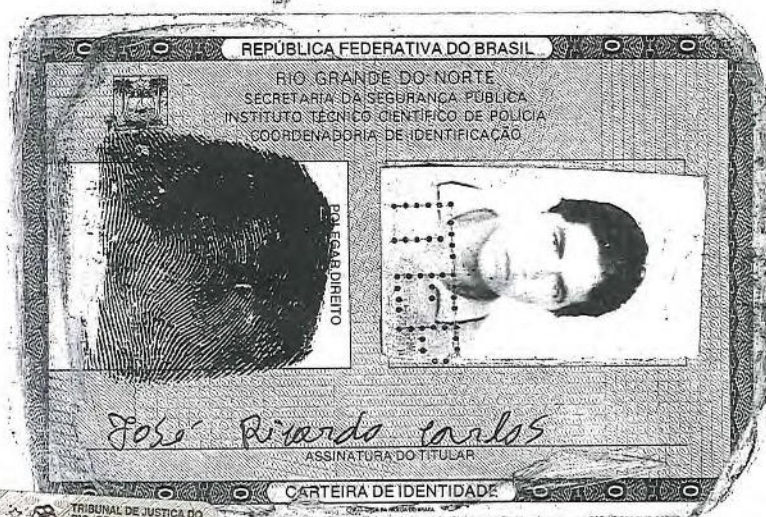 REPÚBLICA FEDERATIVA DO BRASIL
RIO GRANDE DO NORTE
SECRETARIA DA SEGURANÇA PÚBLICA
INSTITUTO TÉCNICO CIENTÍFICO DE POLÍCIA
COORDENADORIA DE IDENTIFICAÇÃO
POLEGAR DIREITO
José Ricardo Carlos
ASSINATURA DO TITULAR
CARTEIRA DE IDENTIDADE
TRIBUNAL DE JUSTIÇA DO